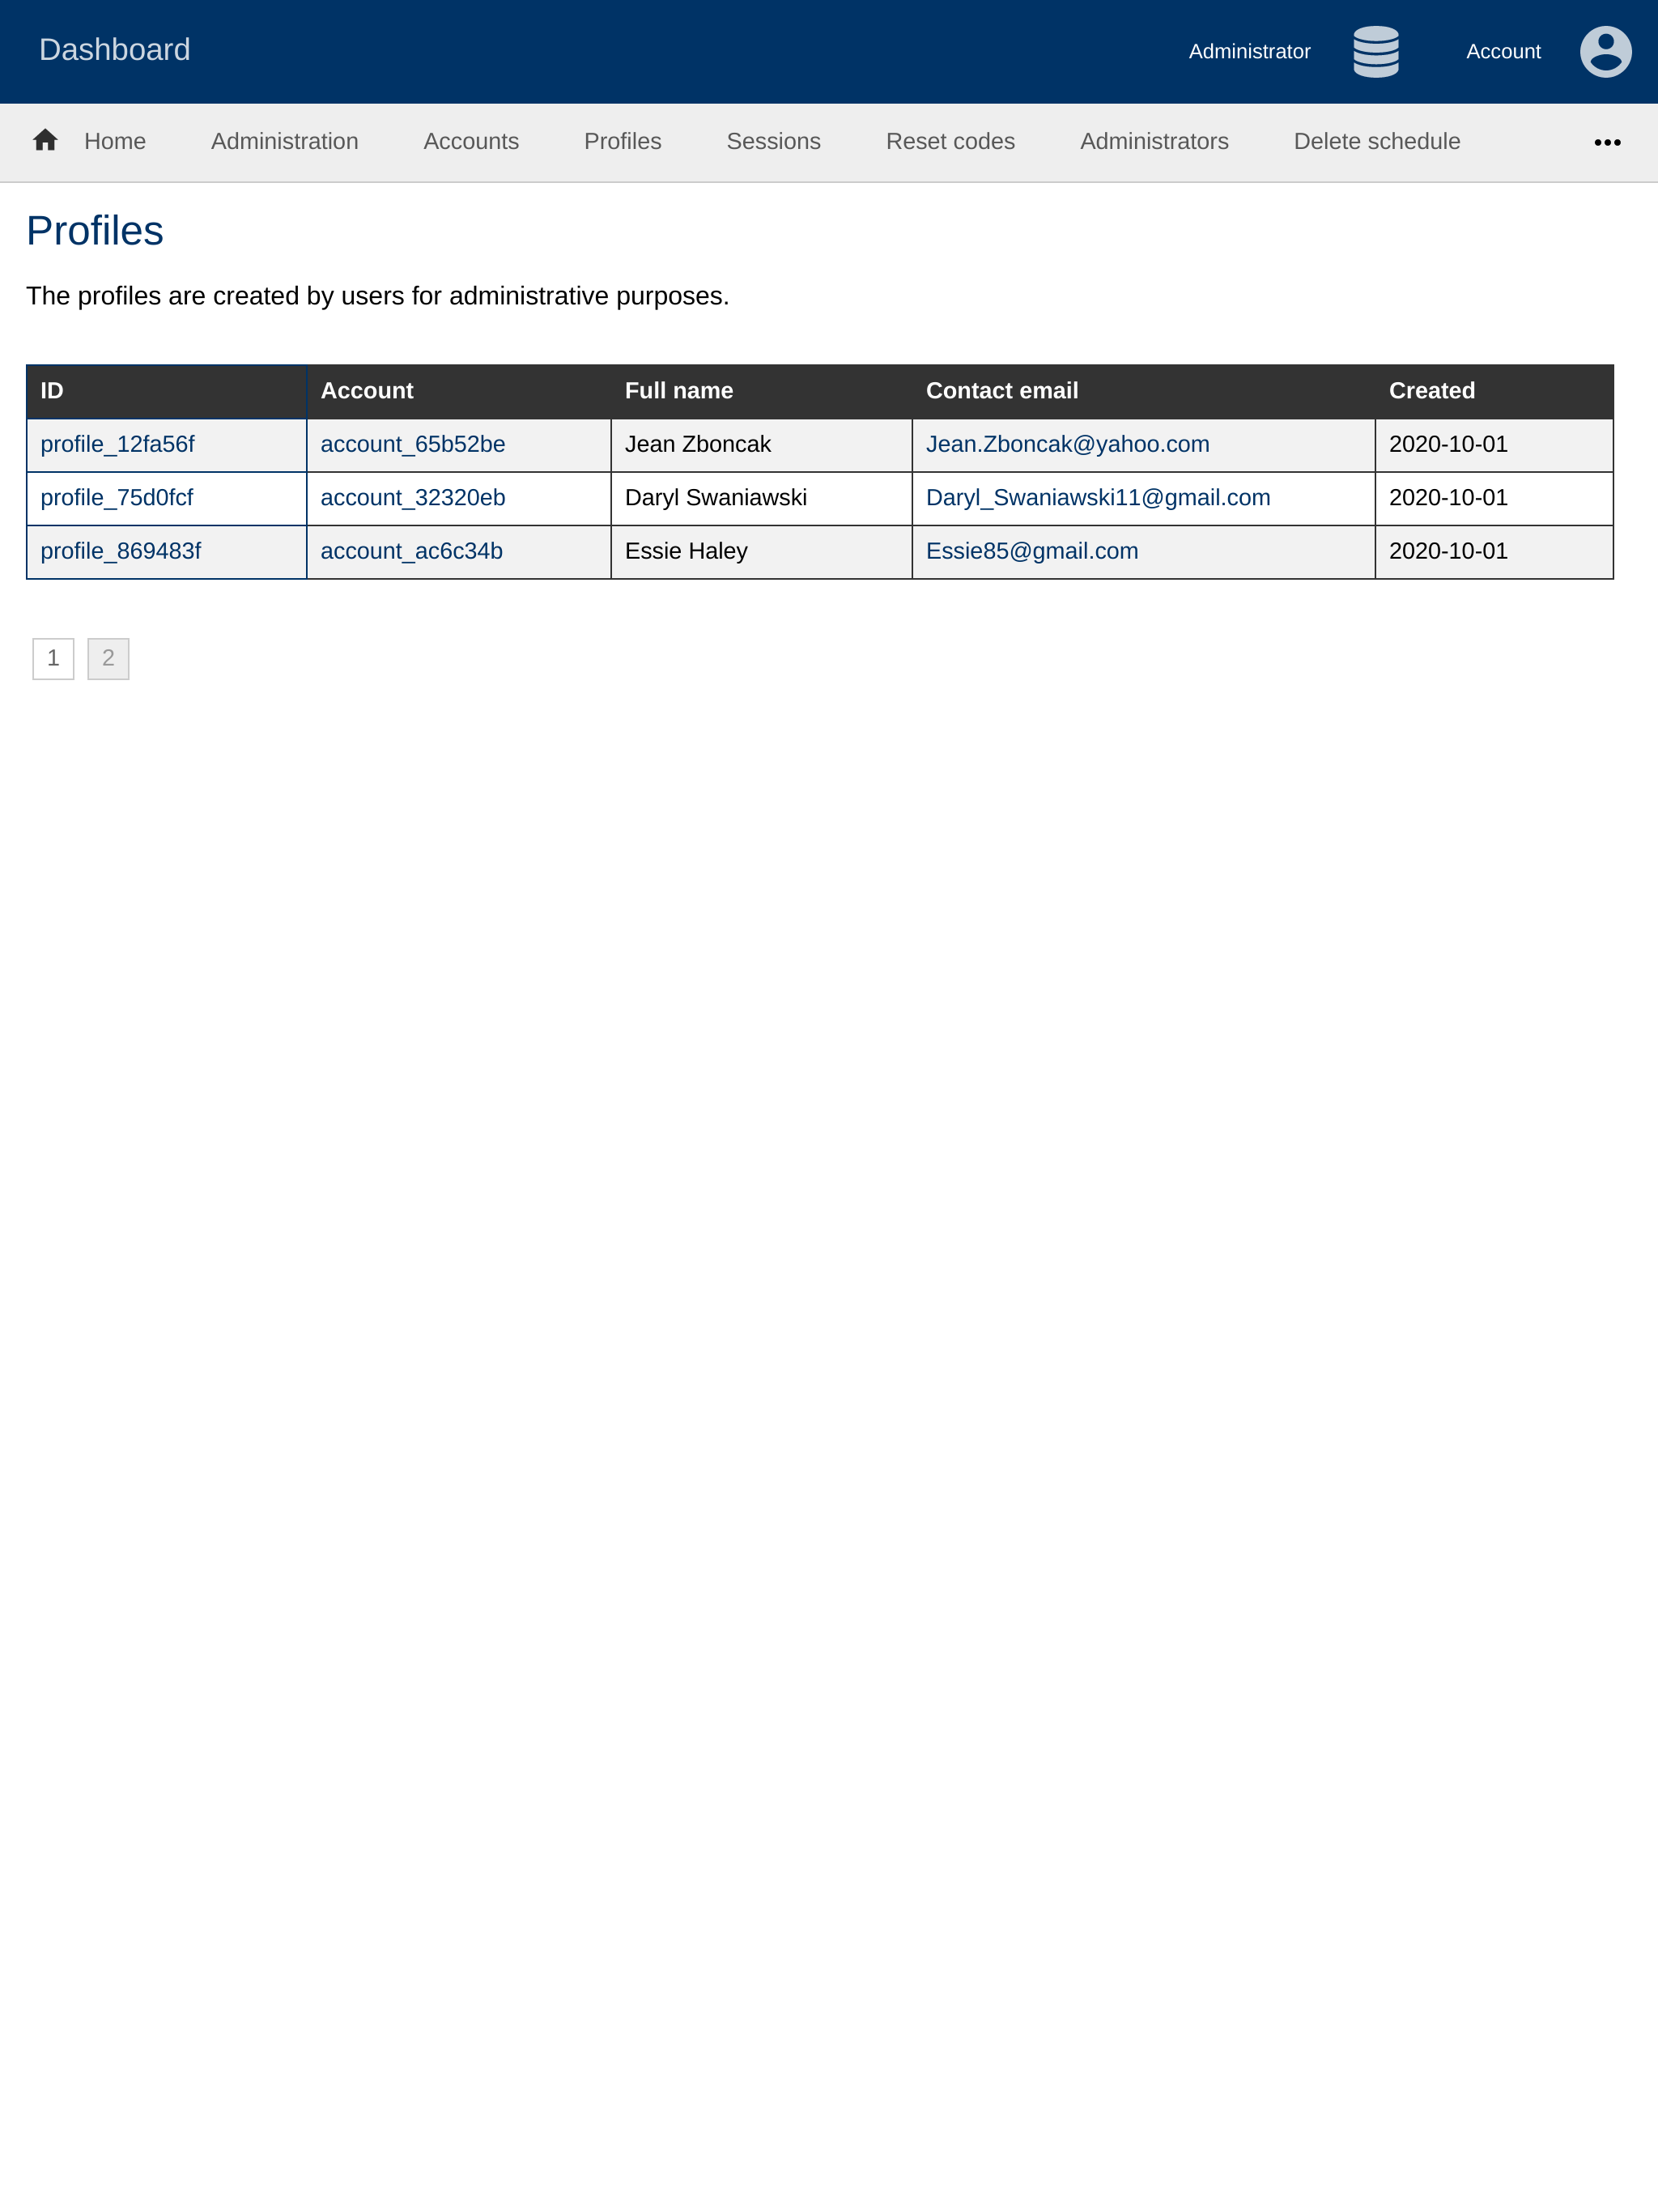 Dashboard Administrator Account
Home Administration Accounts Profiles Sessions Reset codes Administrators Delete schedule •••
Profiles
The profiles are created by users for administrative purposes.
ID Account Full name Contact email Created
profile_12fa56f account_65b52be Jean Zboncak Jean.Zboncak@yahoo.com 2020-10-01
profile_75d0fcf account_32320eb Daryl Swaniawski Daryl_Swaniawski11@gmail.com 2020-10-01
profile_869483f account_ac6c34b Essie Haley Essie85@gmail.com 2020-10-01
1 2